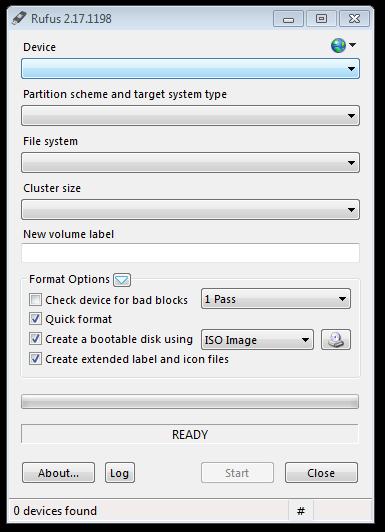 Rufus 2.17.1198
Device
Partition scheme and target system type
File system
Cluster size
New volume label
Format Options
Check device for bad blocks 1 Pass
Quick format
Create a bootable disk using ISO Image
Create extended label and icon files
READY
About... Log Start Close
0 devices found #